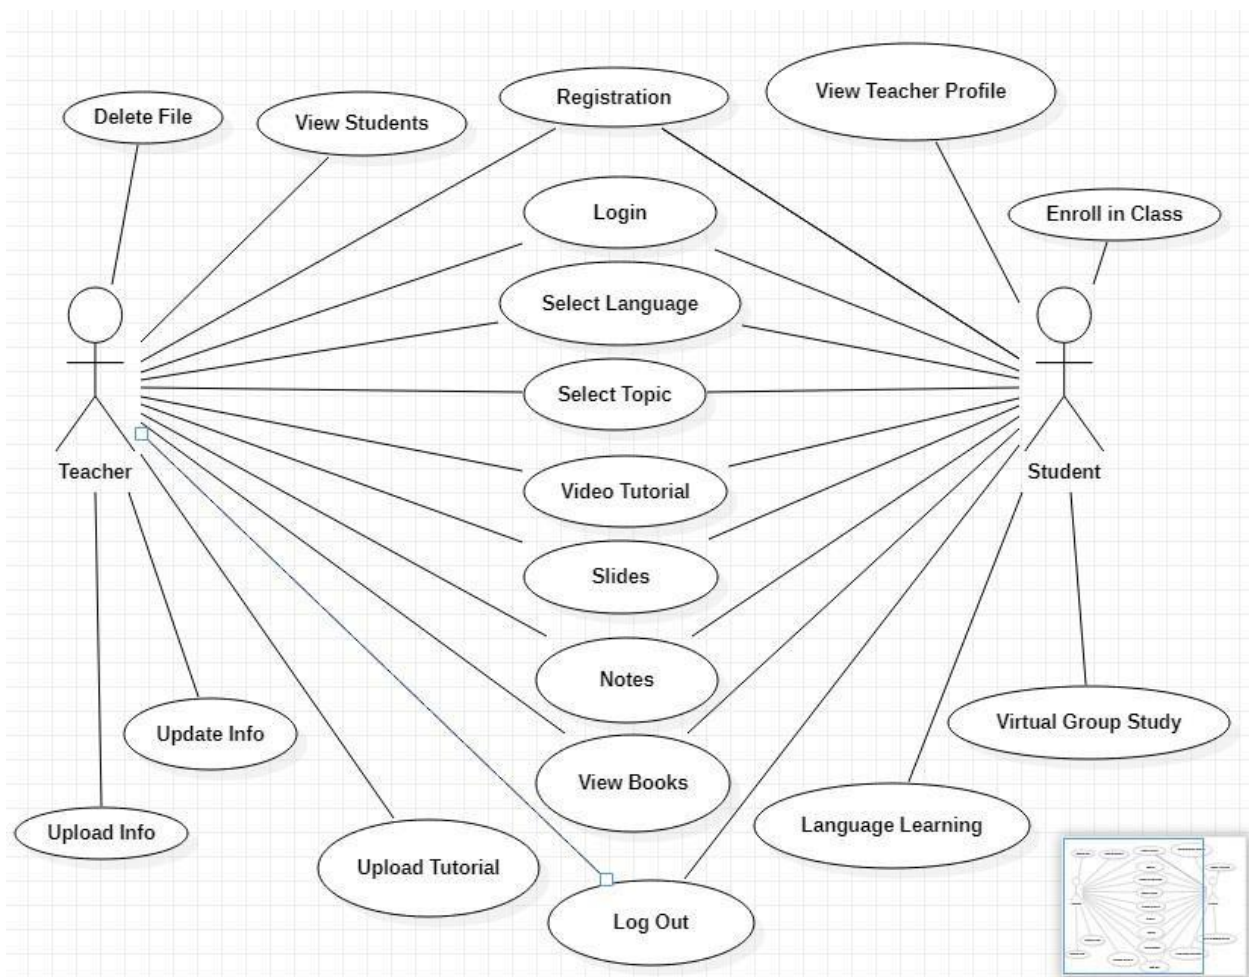 View Teacher Profile
Registration
Delete File
View Students
Login
Enroll in Class
Select Language
Select Topic
Teacher
Student
Video Tutorial
Slides
Notes
Virtual Group Study
Update Info
View Books
Language Learning
Upload Info
Upload Tutorial
Log Out